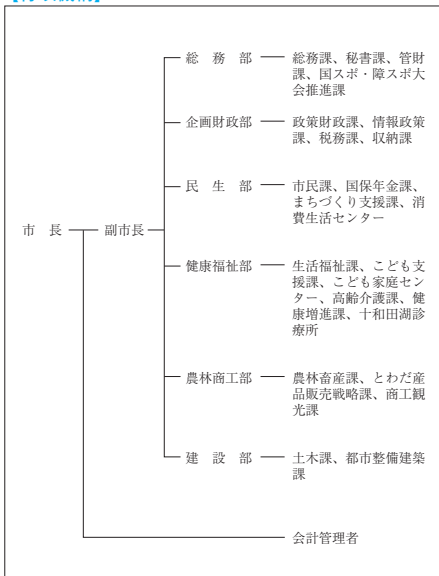 総務部 総務課、秘書課、管財
課、国スポ・障スポ大
会推進課
企画財政部 政策財政課、情報政策
課、税務課、収納課
民生部 市民課、国保年金課、
まちづくり支援課、消
費生活センター
市長 副市長
健康福祉部 生活福祉課、こども支
援課、こども家庭セン
ター、高齢介護課、健
康増進課、十和田湖診
療所
農林商工部 農林畜産課、とわだ産
品販売戦略課、商工観
光課
建設部 土木課、都市整備建築
課
会計管理者